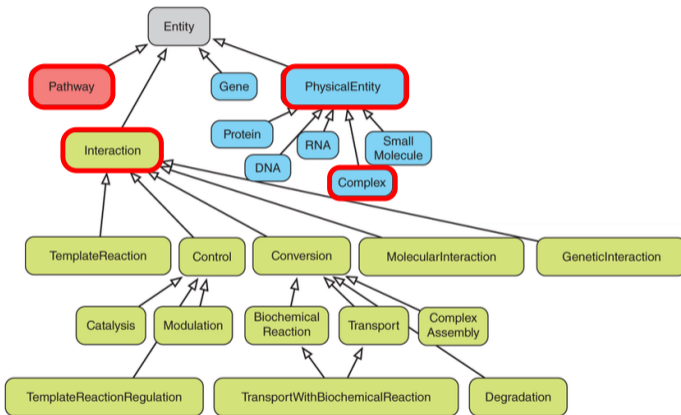 Entity
Pathway
Gene
PhysicalEntity
Protein
RNA
Small
Molecule
DNA
Complex
Interaction
TemplateReaction
Control
Conversion
MolecularInteraction
GeneticInteraction
Catalysis
Modulation
Biochemical
Reaction
Transport
Complex
Assembly
TemplateReactionRegulation
TransportWithBiochemicalReaction
Degradation